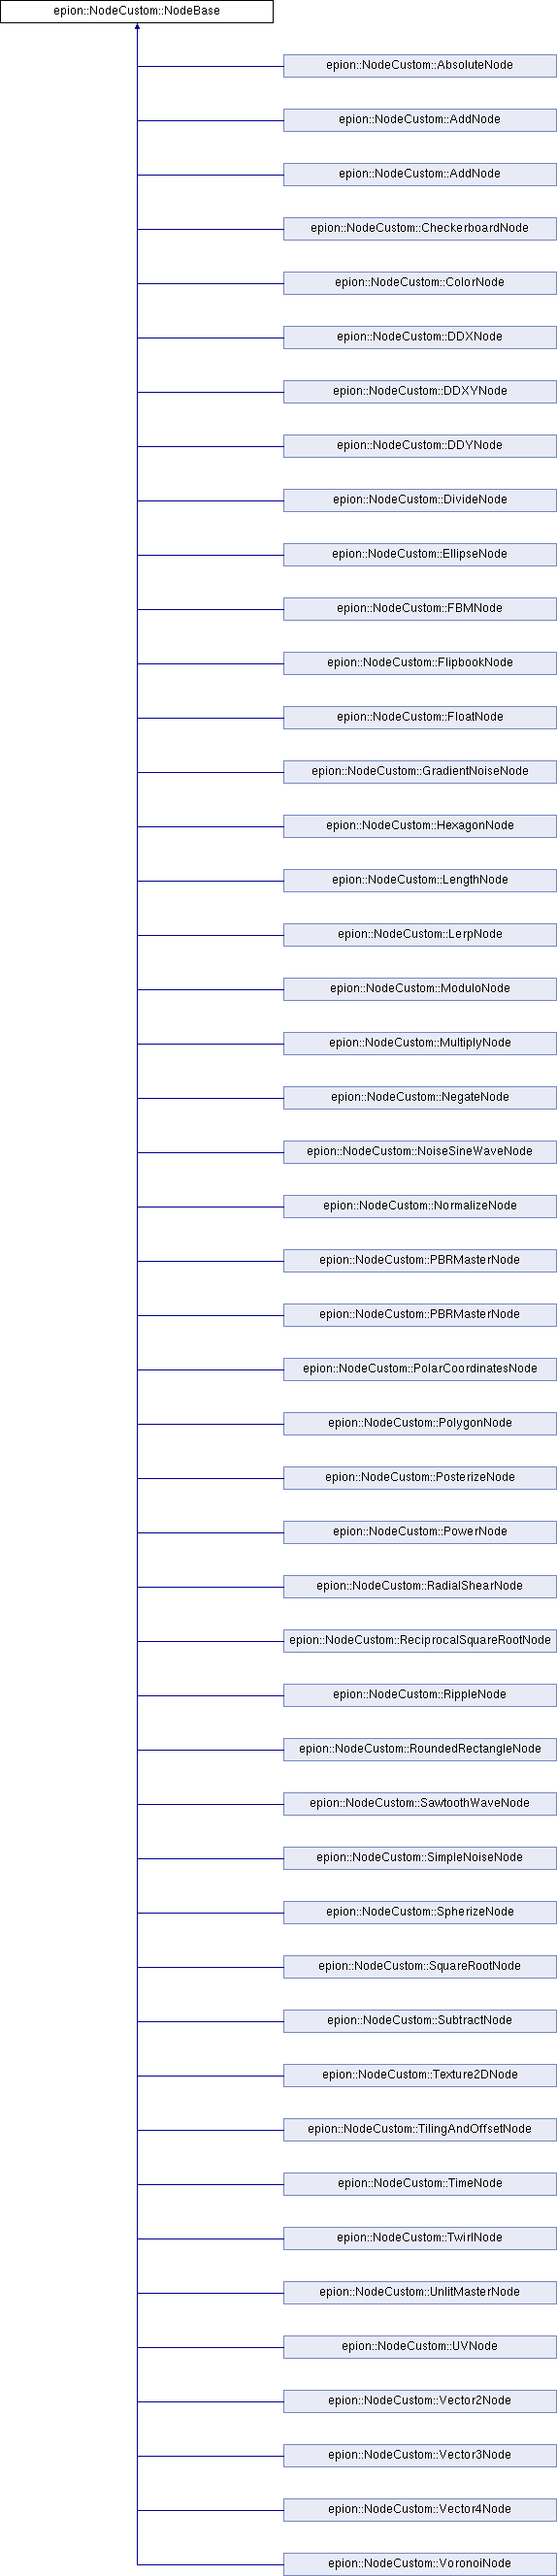 epion::NodeCustom::NodeBase
epion::NodeCustom::AbsoluteNode
epion::NodeCustom::AddNode
epion::NodeCustom::AddNode
epion::NodeCustom::CheckerboardNode
epion::NodeCustom::ColorNode
epion::NodeCustom::DDXNode
epion::NodeCustom::DDXYNode
epion::NodeCustom::DDYNode
epion::NodeCustom::DivideNode
epion::NodeCustom::EllipseNode
epion::NodeCustom::FBMNode
epion::NodeCustom::FlipbookNode
epion::NodeCustom::FloatNode
epion::NodeCustom::GradientNoiseNode
epion::NodeCustom::HexagonNode
epion::NodeCustom::LengthNode
epion::NodeCustom::LerpNode
epion::NodeCustom::ModuloNode
epion::NodeCustom::MultiplyNode
epion::NodeCustom::NegateNode
epion::NodeCustom::NoiseSineWaveNode
epion::NodeCustom::NormalizeNode
epion::NodeCustom::PBRMasterNode
epion::NodeCustom::PBRMasterNode
epion::NodeCustom::PolarCoordinatesNode
epion::NodeCustom::PolygonNode
epion::NodeCustom::PosterizeNode
epion::NodeCustom::PowerNode
epion::NodeCustom::RadialShearNode
epion::NodeCustom::ReciprocalSquareRootNode
epion::NodeCustom::RippleNode
epion::NodeCustom::RoundedRectangleNode
epion::NodeCustom::SawtoothWaveNode
epion::NodeCustom::SimpleNoiseNode
epion::NodeCustom::SpherizeNode
epion::NodeCustom::SquareRootNode
epion::NodeCustom::SubtractNode
epion::NodeCustom::Texture2DNode
epion::NodeCustom::TilingAndOffsetNode
epion::NodeCustom::TimeNode
epion::NodeCustom::TwirlNode
epion::NodeCustom::UnlitMasterNode
epion::NodeCustom::UVNode
epion::NodeCustom::Vector2Node
epion::NodeCustom::Vector3Node
epion::NodeCustom::Vector4Node
epion::NodeCustom::VoronoiNode